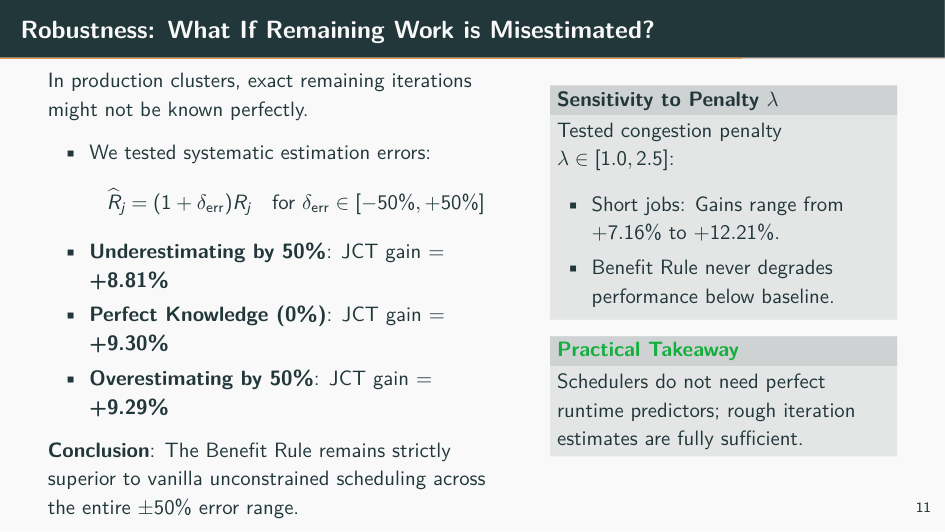 Robustness: What If Remaining Work is Misestimated?
In production clusters, exact remaining iterations
might not be known perfectly.
▪ We tested systematic estimation errors:
R̂ⱼ = (1 + δ_err)Rⱼ for δ_err ∈ [−50%, +50%]
▪ Underestimating by 50%: JCT gain =
+8.81%
▪ Perfect Knowledge (0%): JCT gain =
+9.30%
▪ Overestimating by 50%: JCT gain =
+9.29%
Conclusion: The Benefit Rule remains strictly
superior to vanilla unconstrained scheduling across
the entire ±50% error range.
Sensitivity to Penalty λ
Tested congestion penalty
λ ∈ [1.0, 2.5]:
▪ Short jobs: Gains range from
+7.16% to +12.21%.
▪ Benefit Rule never degrades
performance below baseline.
Practical Takeaway
Schedulers do not need perfect
runtime predictors; rough iteration
estimates are fully sufficient.
11